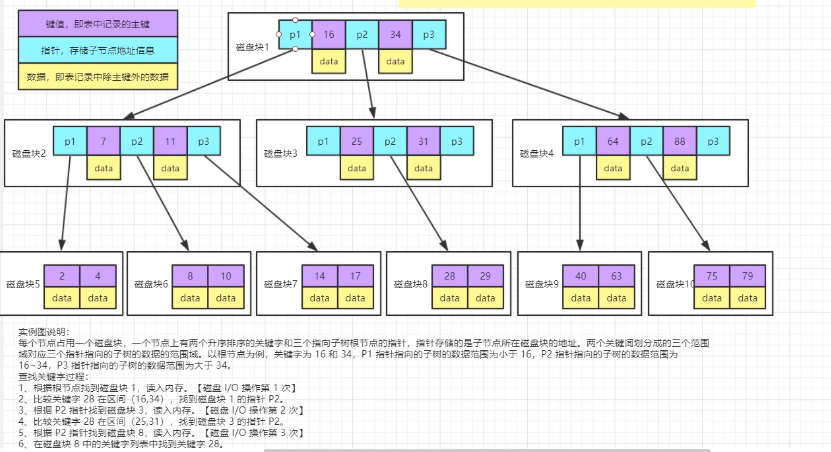 键值，即表中记录的主键
指针，存储子节点地址信息
数据，即表记录中除主键外的数据
磁盘块1
p1 16 p2 34 p3
data data
磁盘块2
p1 7 p2 11 p3
data data
磁盘块3
p1 25 p2 31 p3
data data
磁盘块4
p1 64 p2 88 p3
data data
磁盘块5
2 4
data data
磁盘块6
8 10
data data
磁盘块7
14 17
data data
磁盘块8
28 29
data data
磁盘块9
40 63
data data
磁盘块10
75 79
data data
实例图说明：
每个节点占用一个磁盘块，一个节点上有两个升序排序的关键字和三个指向子树根节点的指针，指针存储的是子节点所在磁盘块的地址。两个关键词划分成的三个范围
域对应三个指针指向的子树的数据的范围域。以根节点为例，关键字为 16 和 34，P1 指针指向的子树的数据范围为小于 16，P2 指针指向的子树的数据范围为
16~34，P3 指针指向的子树的数据范围为大于 34。
查找关键字过程：
1、根据根节点找到磁盘块 1，读入内存。【磁盘 I/O 操作第 1 次】
2、比较关键字 28 在区间（16,34），找到磁盘块 1 的指针 P2。
3、根据 P2 指针找到磁盘块 3，读入内存。【磁盘 I/O 操作第 2 次】
4、比较关键字 28 在区间（25,31），找到磁盘块 3 的指针 P2。
5、根据 P2 指针找到磁盘块 8，读入内存。【磁盘 I/O 操作第 3 次】
6、在磁盘块 8 中的关键字列表中找到关键字 28。